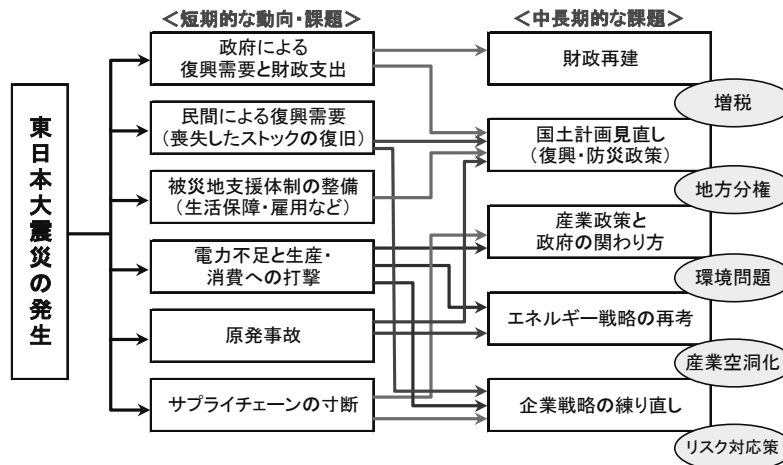 ＜短期的な動向・課題＞
＜中長期的な課題＞
東日本大震災の発生
政府による
復興需要と財政支出
民間による復興需要
（喪失したストックの復旧）
被災地支援体制の整備
（生活保障・雇用など）
電力不足と生産・
消費への打撃
原発事故
サプライチェーンの寸断
財政再建
増税
国土計画見直し
（復興・防災政策）
地方分権
産業政策と
政府の関わり方
環境問題
エネルギー戦略の再考
産業空洞化
企業戦略の練り直し
リスク対応策